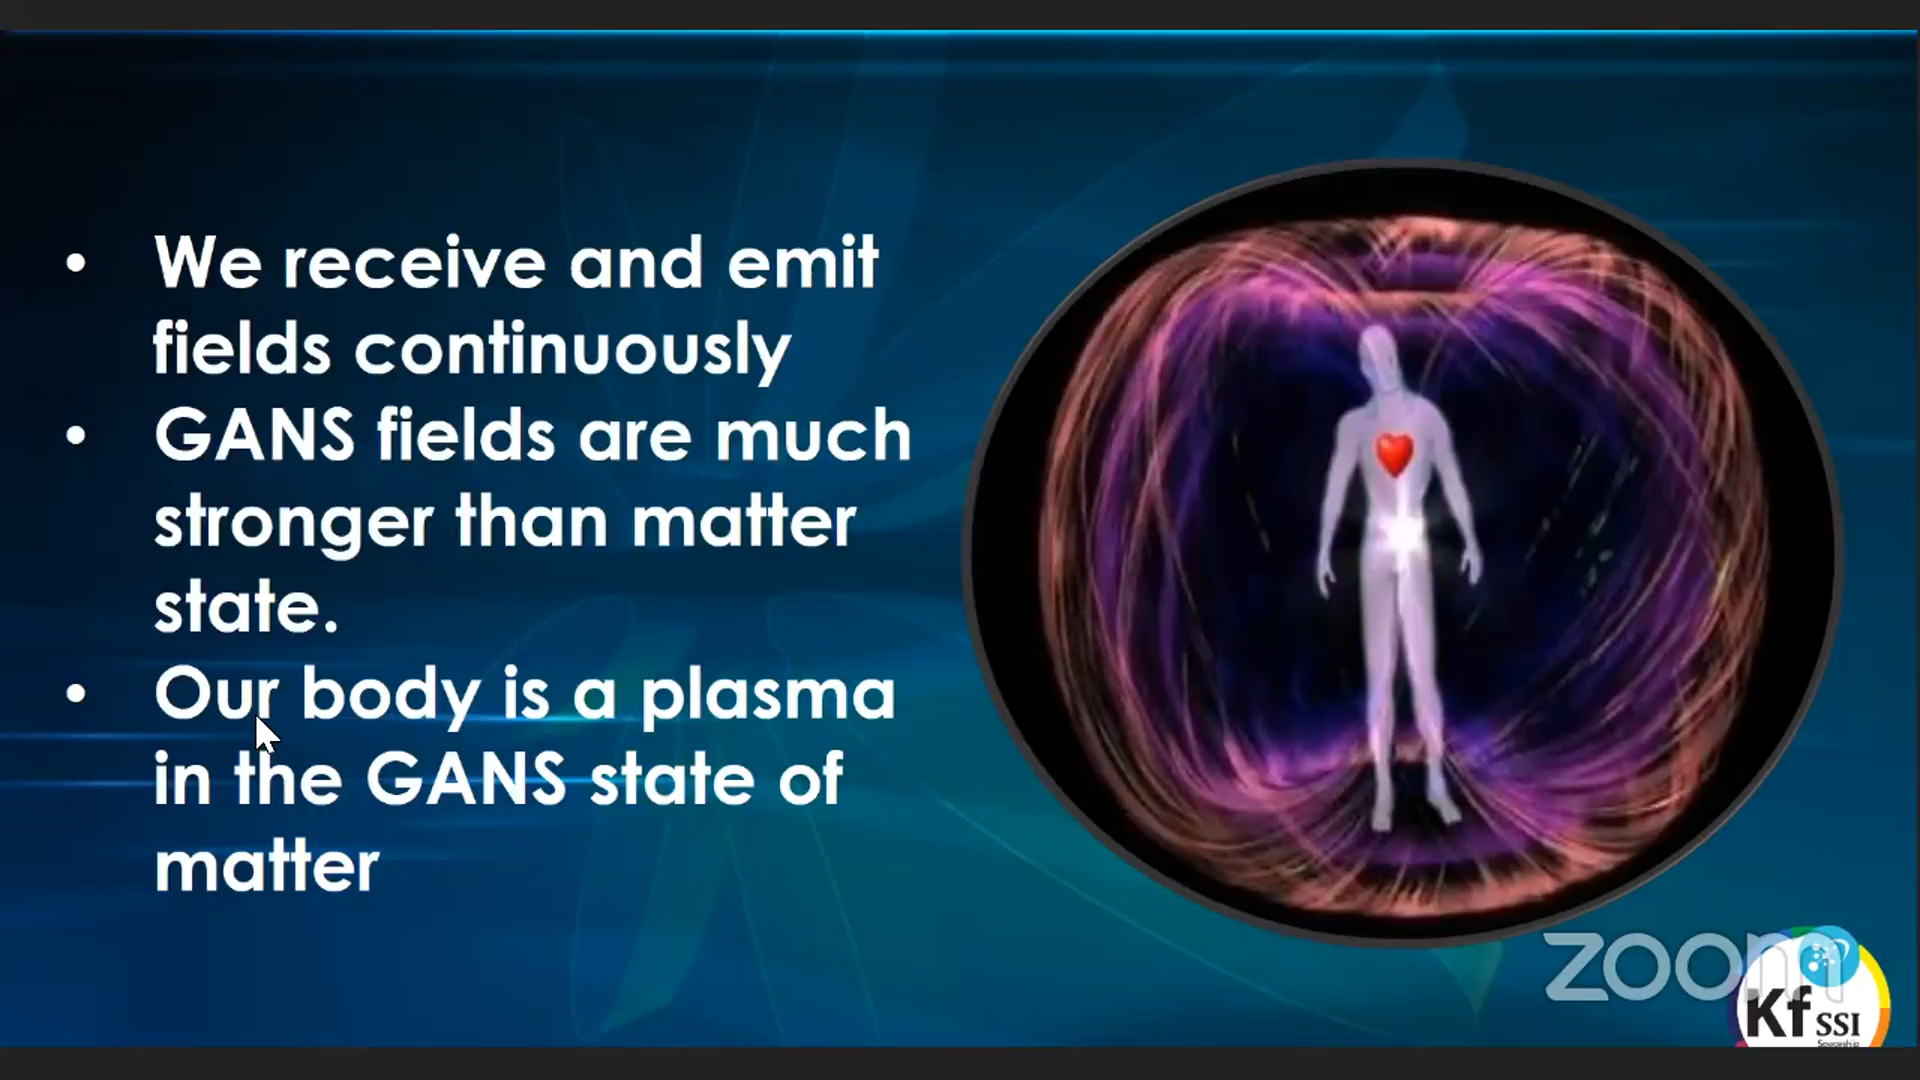 • We receive and emit
fields continuously
• GANS fields are much
stronger than matter
state.
• Our body is a plasma
in the GANS state of
matter
zoom
Kf SSI
Spaceship